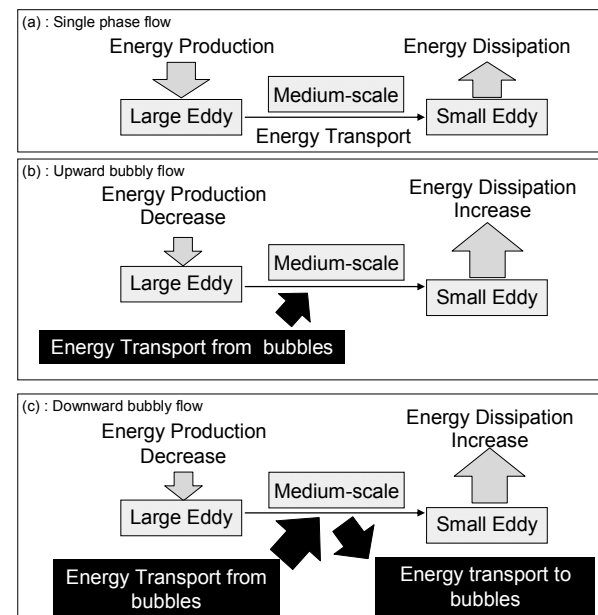 (a) : Single phase flow
Energy Production
Energy Dissipation
Medium-scale
Large Eddy
Small Eddy
Energy Transport
(b) : Upward bubbly flow
Energy Production
Decrease
Energy Dissipation
Increase
Medium-scale
Large Eddy
Small Eddy
Energy Transport from bubbles
(c) : Downward bubbly flow
Energy Production
Decrease
Energy Dissipation
Increase
Medium-scale
Large Eddy
Small Eddy
Energy Transport from
bubbles
Energy transport to
bubbles